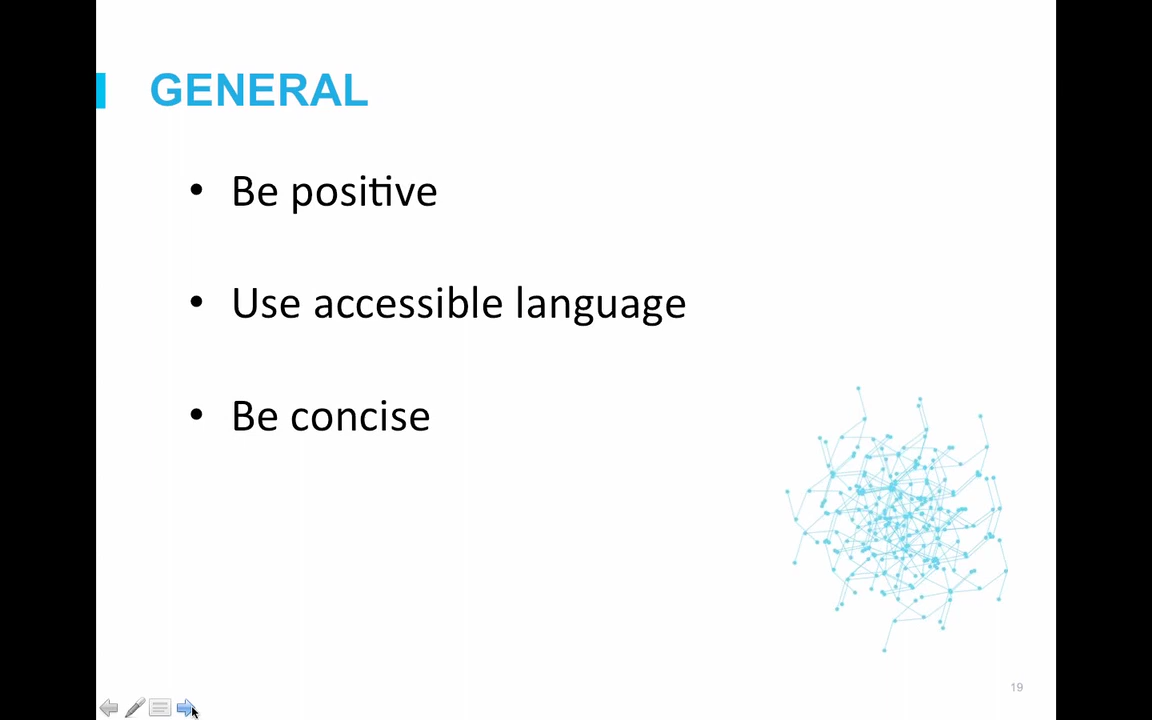 GENERAL
• Be positive
• Use accessible language
• Be concise
19